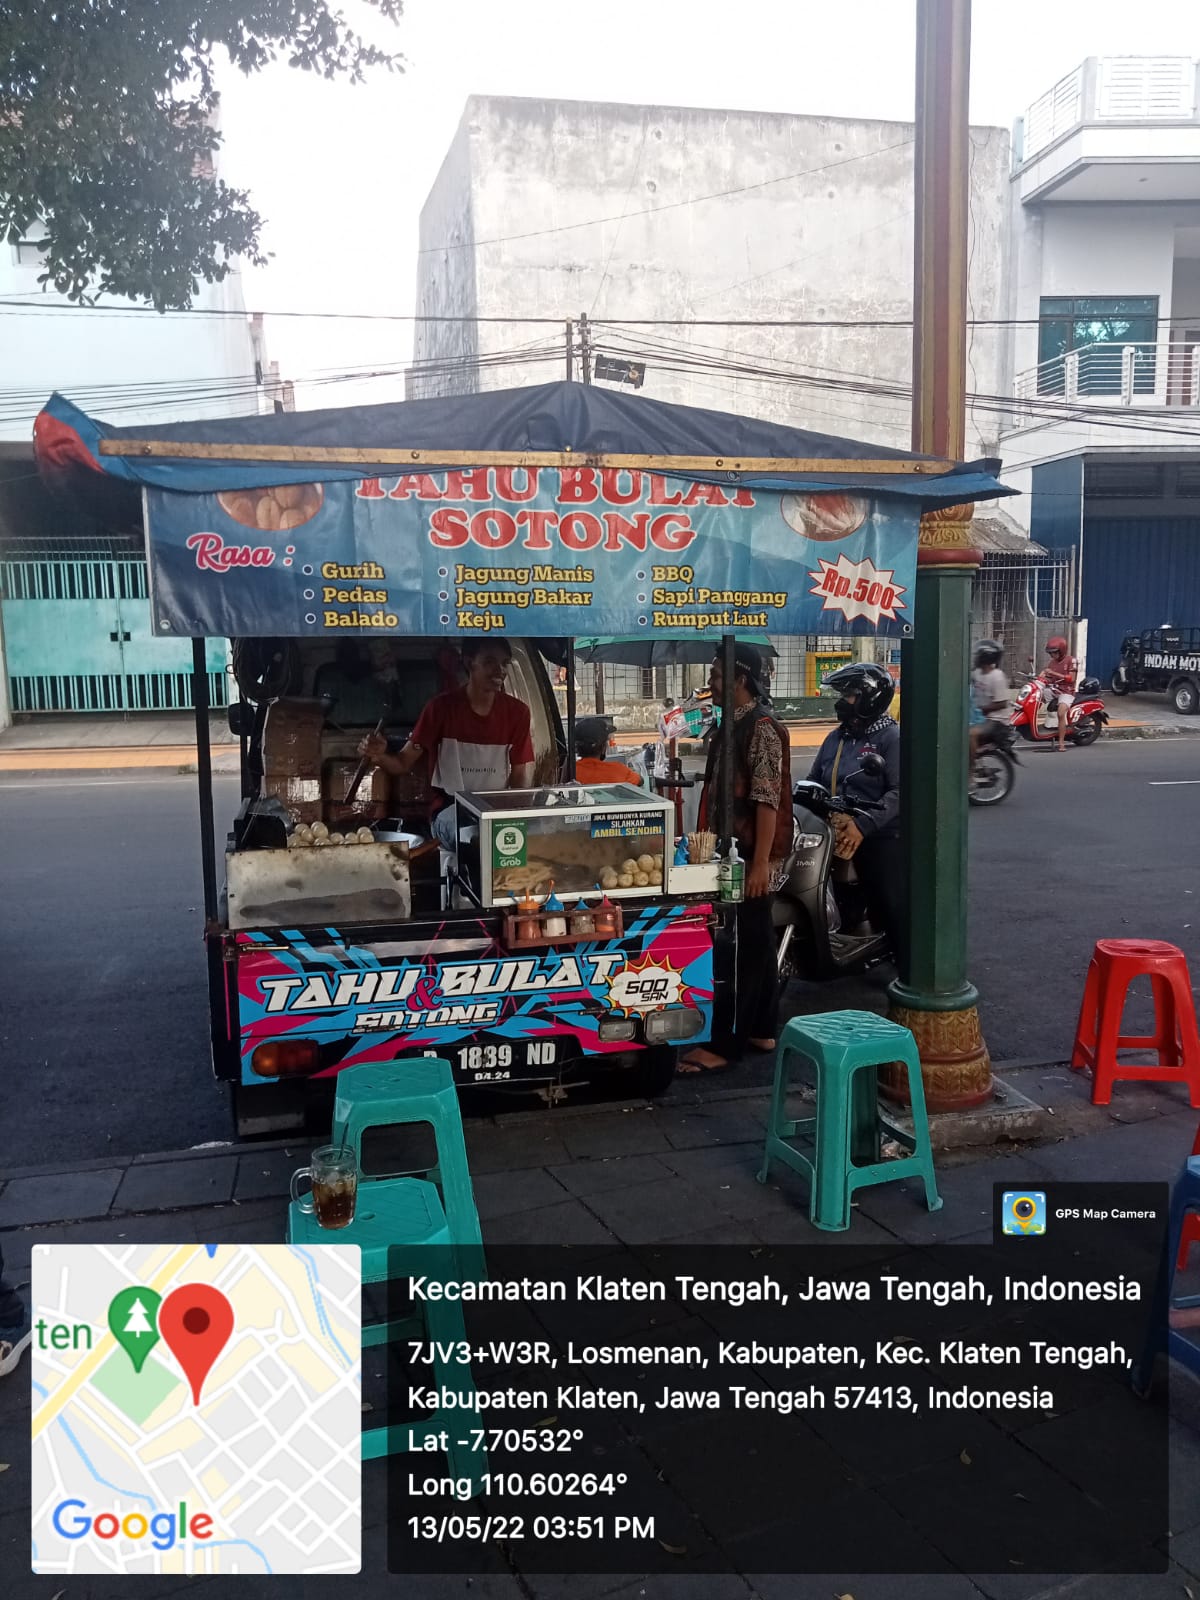 TAHU BULAT
SOTONG
Rasa :
Gurih
Pedas
Balado
Jagung Manis
Jagung Bakar
Keju
BBQ
Sapi Panggang
Rumput Laut
Rp.500
JIKA BUMBUNYA KURANG
SILAHKAN
AMBIL SENDIRI
Grab
TAHU BULAT
&
SOTONG
500
SAN
1889 ND
04.24
INDAH MOT
GPS Map Camera
ten
Google
Kecamatan Klaten Tengah, Jawa Tengah, Indonesia
7JV3+W3R, Losmenan, Kabupaten, Kec. Klaten Tengah,
Kabupaten Klaten, Jawa Tengah 57413, Indonesia
Lat -7.70532°
Long 110.60264°
13/05/22 03:51 PM